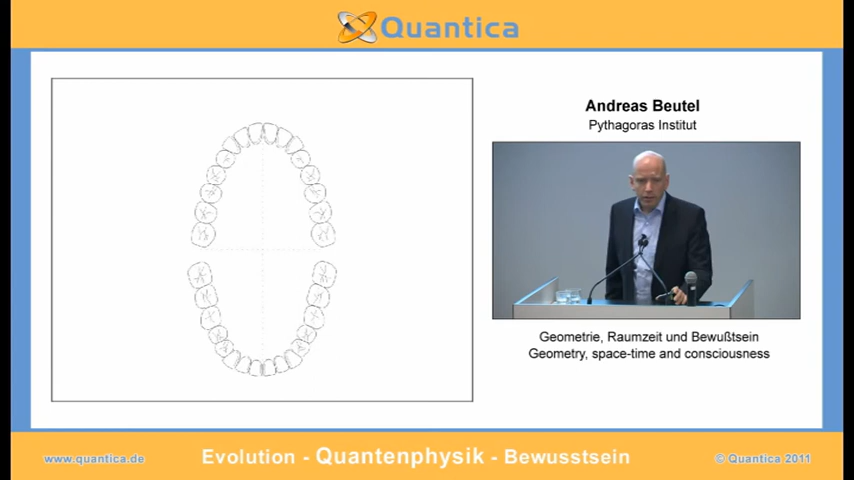 Quantica
Andreas Beutel
Pythagoras Institut
Geometrie, Raumzeit und Bewußtsein
Geometry, space-time and consciousness
www.quantica.de
Evolution - Quantenphysik - Bewusstsein
© Quantica 2011